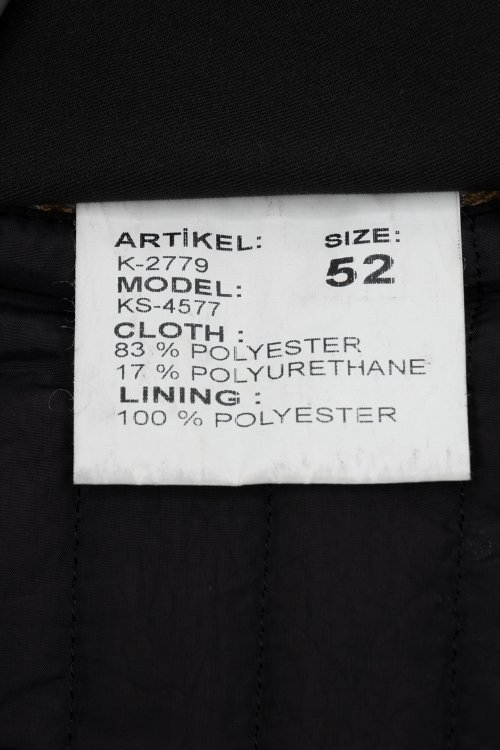 ARTİKEL:
K-2779
MODEL:
KS-4577
CLOTH :
83 % POLYESTER
17 % POLYURETHANE
LINING :
100 % POLYESTER
SIZE:
52